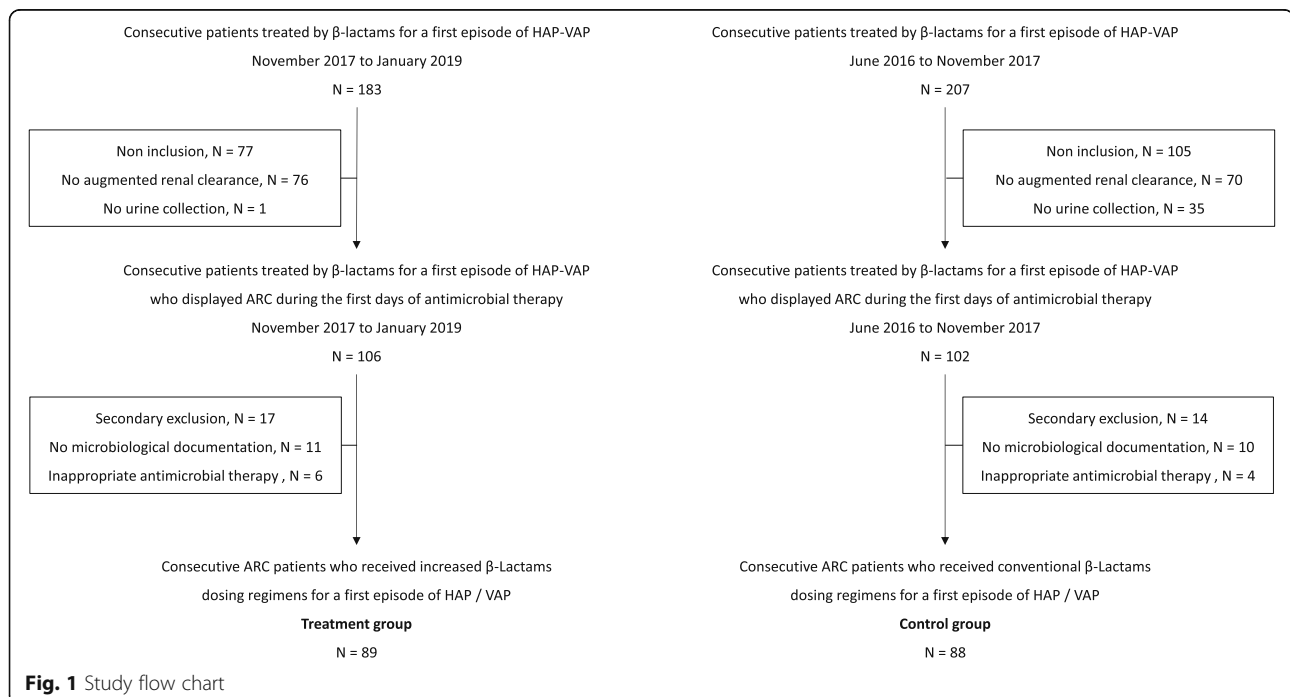 Consecutive patients treated by β-lactams for a first episode of HAP-VAP
November 2017 to January 2019
N = 183
Non inclusion, N = 77
No augmented renal clearance, N = 76
No urine collection, N = 1
Consecutive patients treated by β-lactams for a first episode of HAP-VAP
who displayed ARC during the first days of antimicrobial therapy
November 2017 to January 2019
N = 106
Secondary exclusion, N = 17
No microbiological documentation, N = 11
Inappropriate antimicrobial therapy , N = 6
Consecutive ARC patients who received increased β-Lactams
dosing regimens for a first episode of HAP / VAP
Treatment group
N = 89
Consecutive patients treated by β-lactams for a first episode of HAP-VAP
June 2016 to November 2017
N = 207
Non inclusion, N = 105
No augmented renal clearance, N = 70
No urine collection, N = 35
Consecutive patients treated by β-lactams for a first episode of HAP-VAP
who displayed ARC during the first days of antimicrobial therapy
June 2016 to November 2017
N = 102
Secondary exclusion, N = 14
No microbiological documentation, N = 10
Inappropriate antimicrobial therapy , N = 4
Consecutive ARC patients who received conventional β-Lactams
dosing regimens for a first episode of HAP / VAP
Control group
N = 88
Fig. 1 Study flow chart